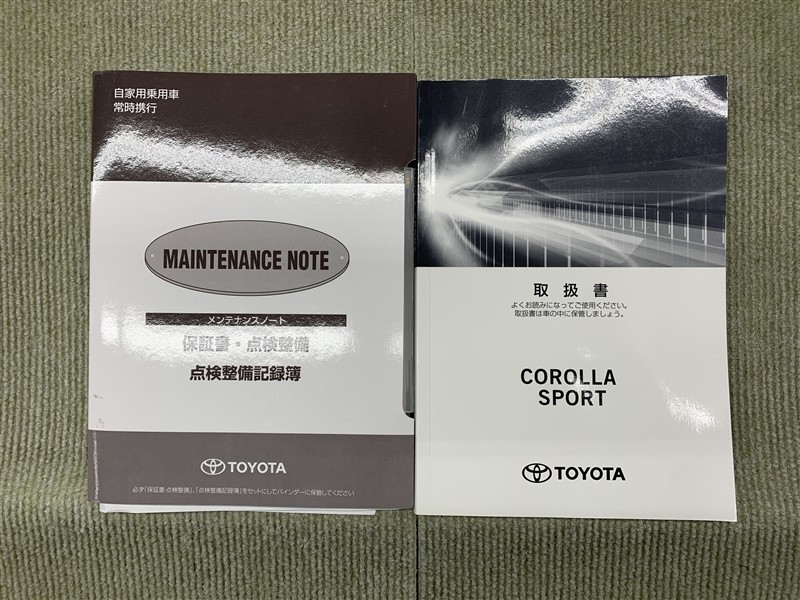 自家用乗用車
常時携行
MAINTENANCE NOTE
メンテナンスノート
保証書・点検整備
点検整備記録簿
TOYOTA
必ず「保証書・点検整備」、「点検整備記録簿」をセットにしてバインダーに保管してください
取扱書
よくお読みになってご使用ください。
取扱書は車の中に保管しましょう。
COROLLA
SPORT
TOYOTA